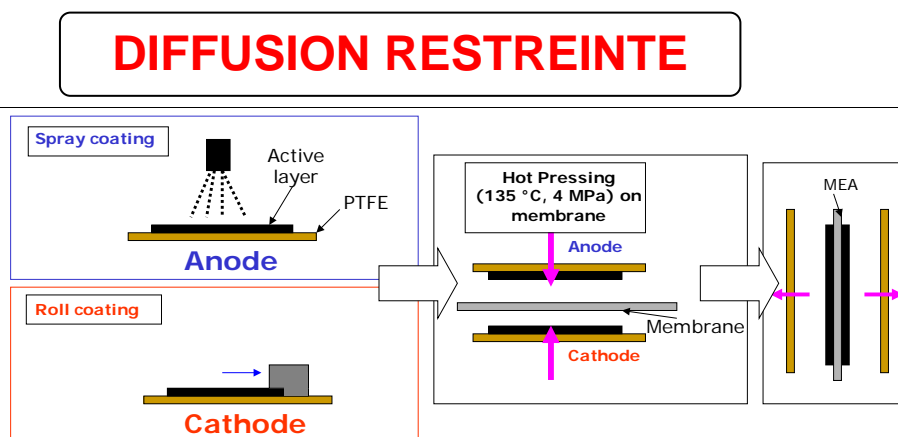 DIFFUSION RESTREINTE
Spray coating
Active
layer
PTFE
Anode
Roll coating
Cathode
Hot Pressing
(135 °C, 4 MPa) on
membrane
Anode
Membrane
Cathode
MEA